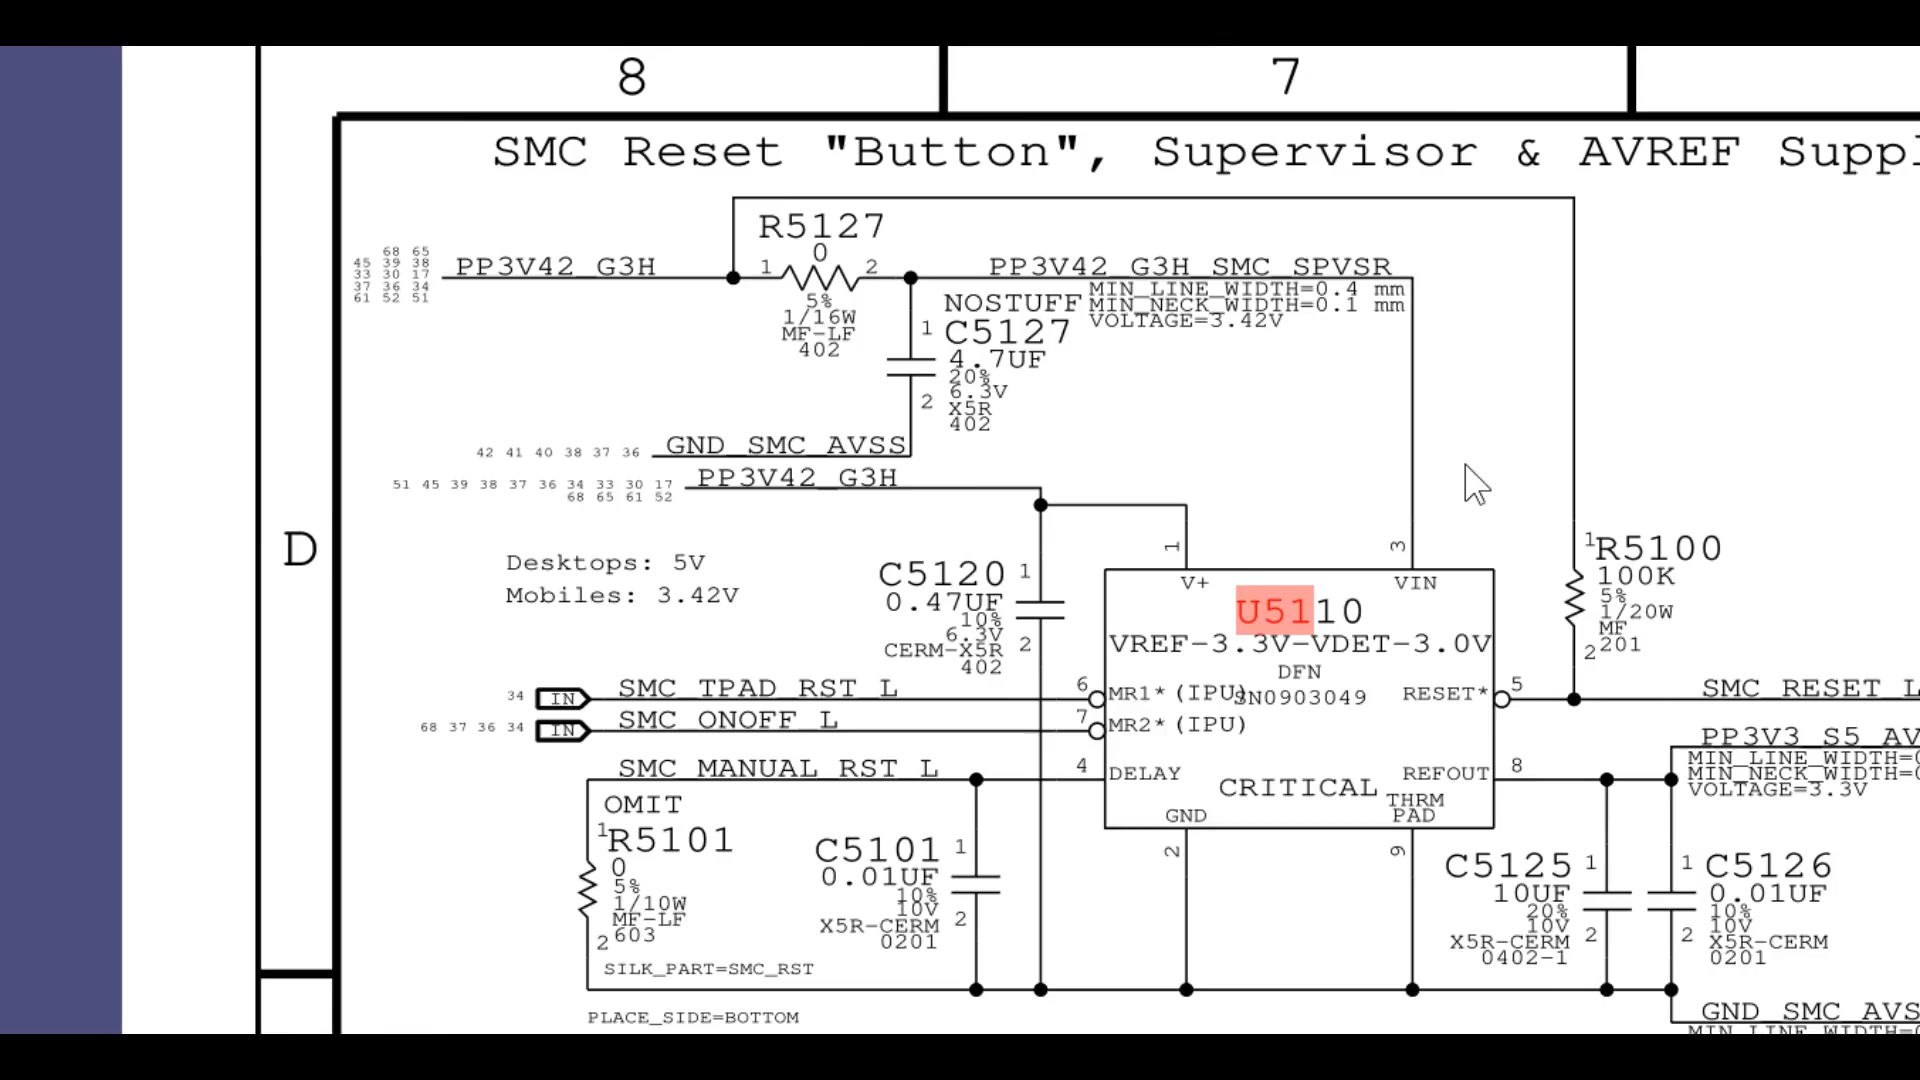 8
7
SMC Reset "Button", Supervisor & AVREF Suppl
R5127
0
1 2
5%
1/16W
MF-LF
402
68 65
45 39 38
33 30 17
37 36 34
61 52 51
PP3V42_G3H
PP3V42_G3H_SMC_SPVSR
MIN_LINE_WIDTH=0.4 mm
MIN_NECK_WIDTH=0.1 mm
VOLTAGE=3.42V
NOSTUFF
1 C5127
4.7UF
20%
6.3V
2 X5R
402
42 41 40 38 37 36 GND_SMC_AVSS
51 45 39 38 37 36 34 33 30 17 PP3V42_G3H
68 65 61 52
D
Desktops: 5V
Mobiles: 3.42V
C5120 1
0.47UF
10%
6.3V
CERM-X5R 2
402
1
3
V+
VIN
U5110
VREF-3.3V-VDET-3.0V
DFN
SN0903049
1 R5100
100K
5%
1/20W
MF
2 201
34 IN SMC_TPAD_RST_L 6 MR1* (IPU)
RESET* 5 SMC_RESET_L
68 37 36 34 IN SMC_ONOFF_L 7 MR2* (IPU)
SMC_MANUAL_RST_L 4 DELAY
REFOUT 8
PP3V3_S5_AV
MIN_LINE_WIDTH=0
MIN_NECK_WIDTH=0
VOLTAGE=3.3V
CRITICAL
THRM
PAD
GND
2
9
OMIT
1 R5101
0
5%
1/10W
MF-LF
2 603
SILK_PART=SMC_RST
PLACE_SIDE=BOTTOM
C5101 1
0.01UF
10%
10V
X5R-CERM 2
0201
C5125 1
10UF
20%
10V
X5R-CERM 2
0402-1
1 C5126
0.01UF
10%
10V
2 X5R-CERM
0201
GND_SMC_AVS
MIN_LINE_WIDTH=0